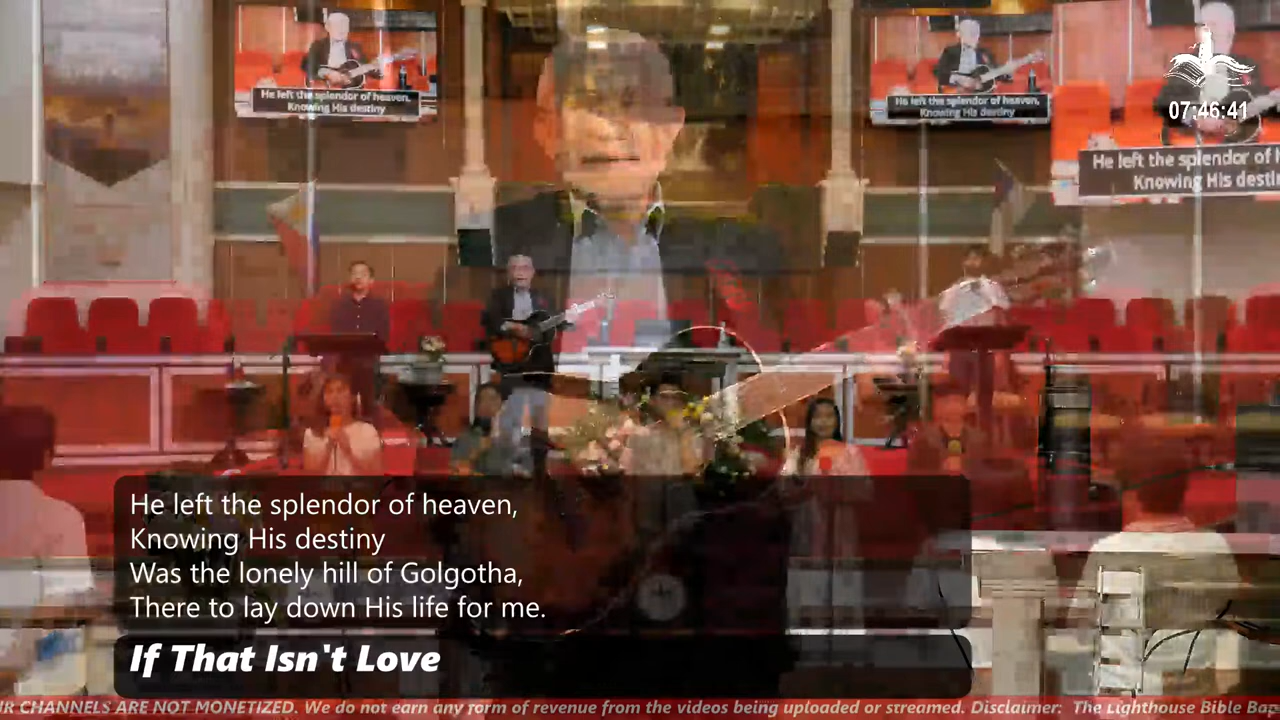 He left the splendor of heaven,
Knowing His destiny
He left the splendor of heaven,
Knowing His destiny
07:46:41
He left the splendor of
Knowing His
He left the splendor of heaven,
Knowing His destiny
Was the lonely hill of Golgotha,
There to lay down His life for me.
If That Isn't Love
CHANNELS ARE NOT MONETIZED. We do not earn any form of revenue from the videos being uploaded or streamed. Disclaimer: The Lighthouse Bible